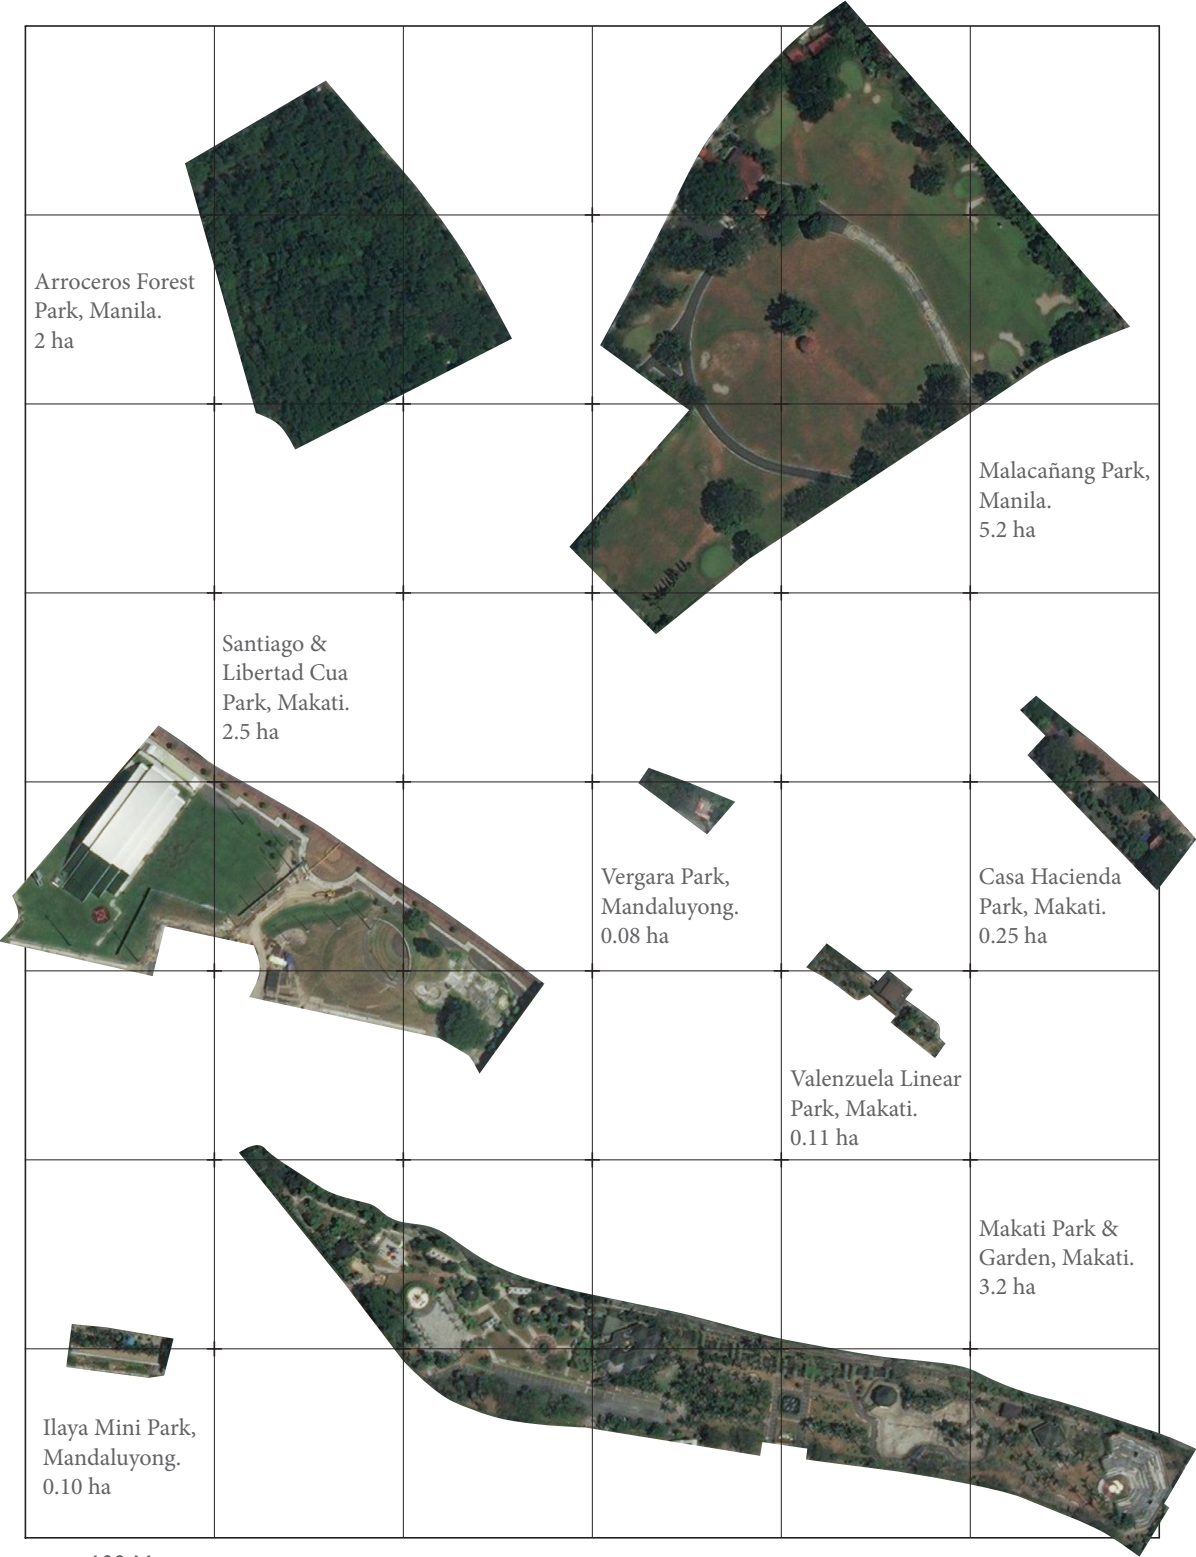 Arroceros Forest
Park, Manila.
2 ha
Malacañang Park,
Manila.
5.2 ha
Santiago &
Libertad Cua
Park, Makati.
2.5 ha
Vergara Park,
Mandaluyong.
0.08 ha
Casa Hacienda
Park, Makati.
0.25 ha
Valenzuela Linear
Park, Makati.
0.11 ha
Makati Park &
Garden, Makati.
3.2 ha
Ilaya Mini Park,
Mandaluyong.
0.10 ha